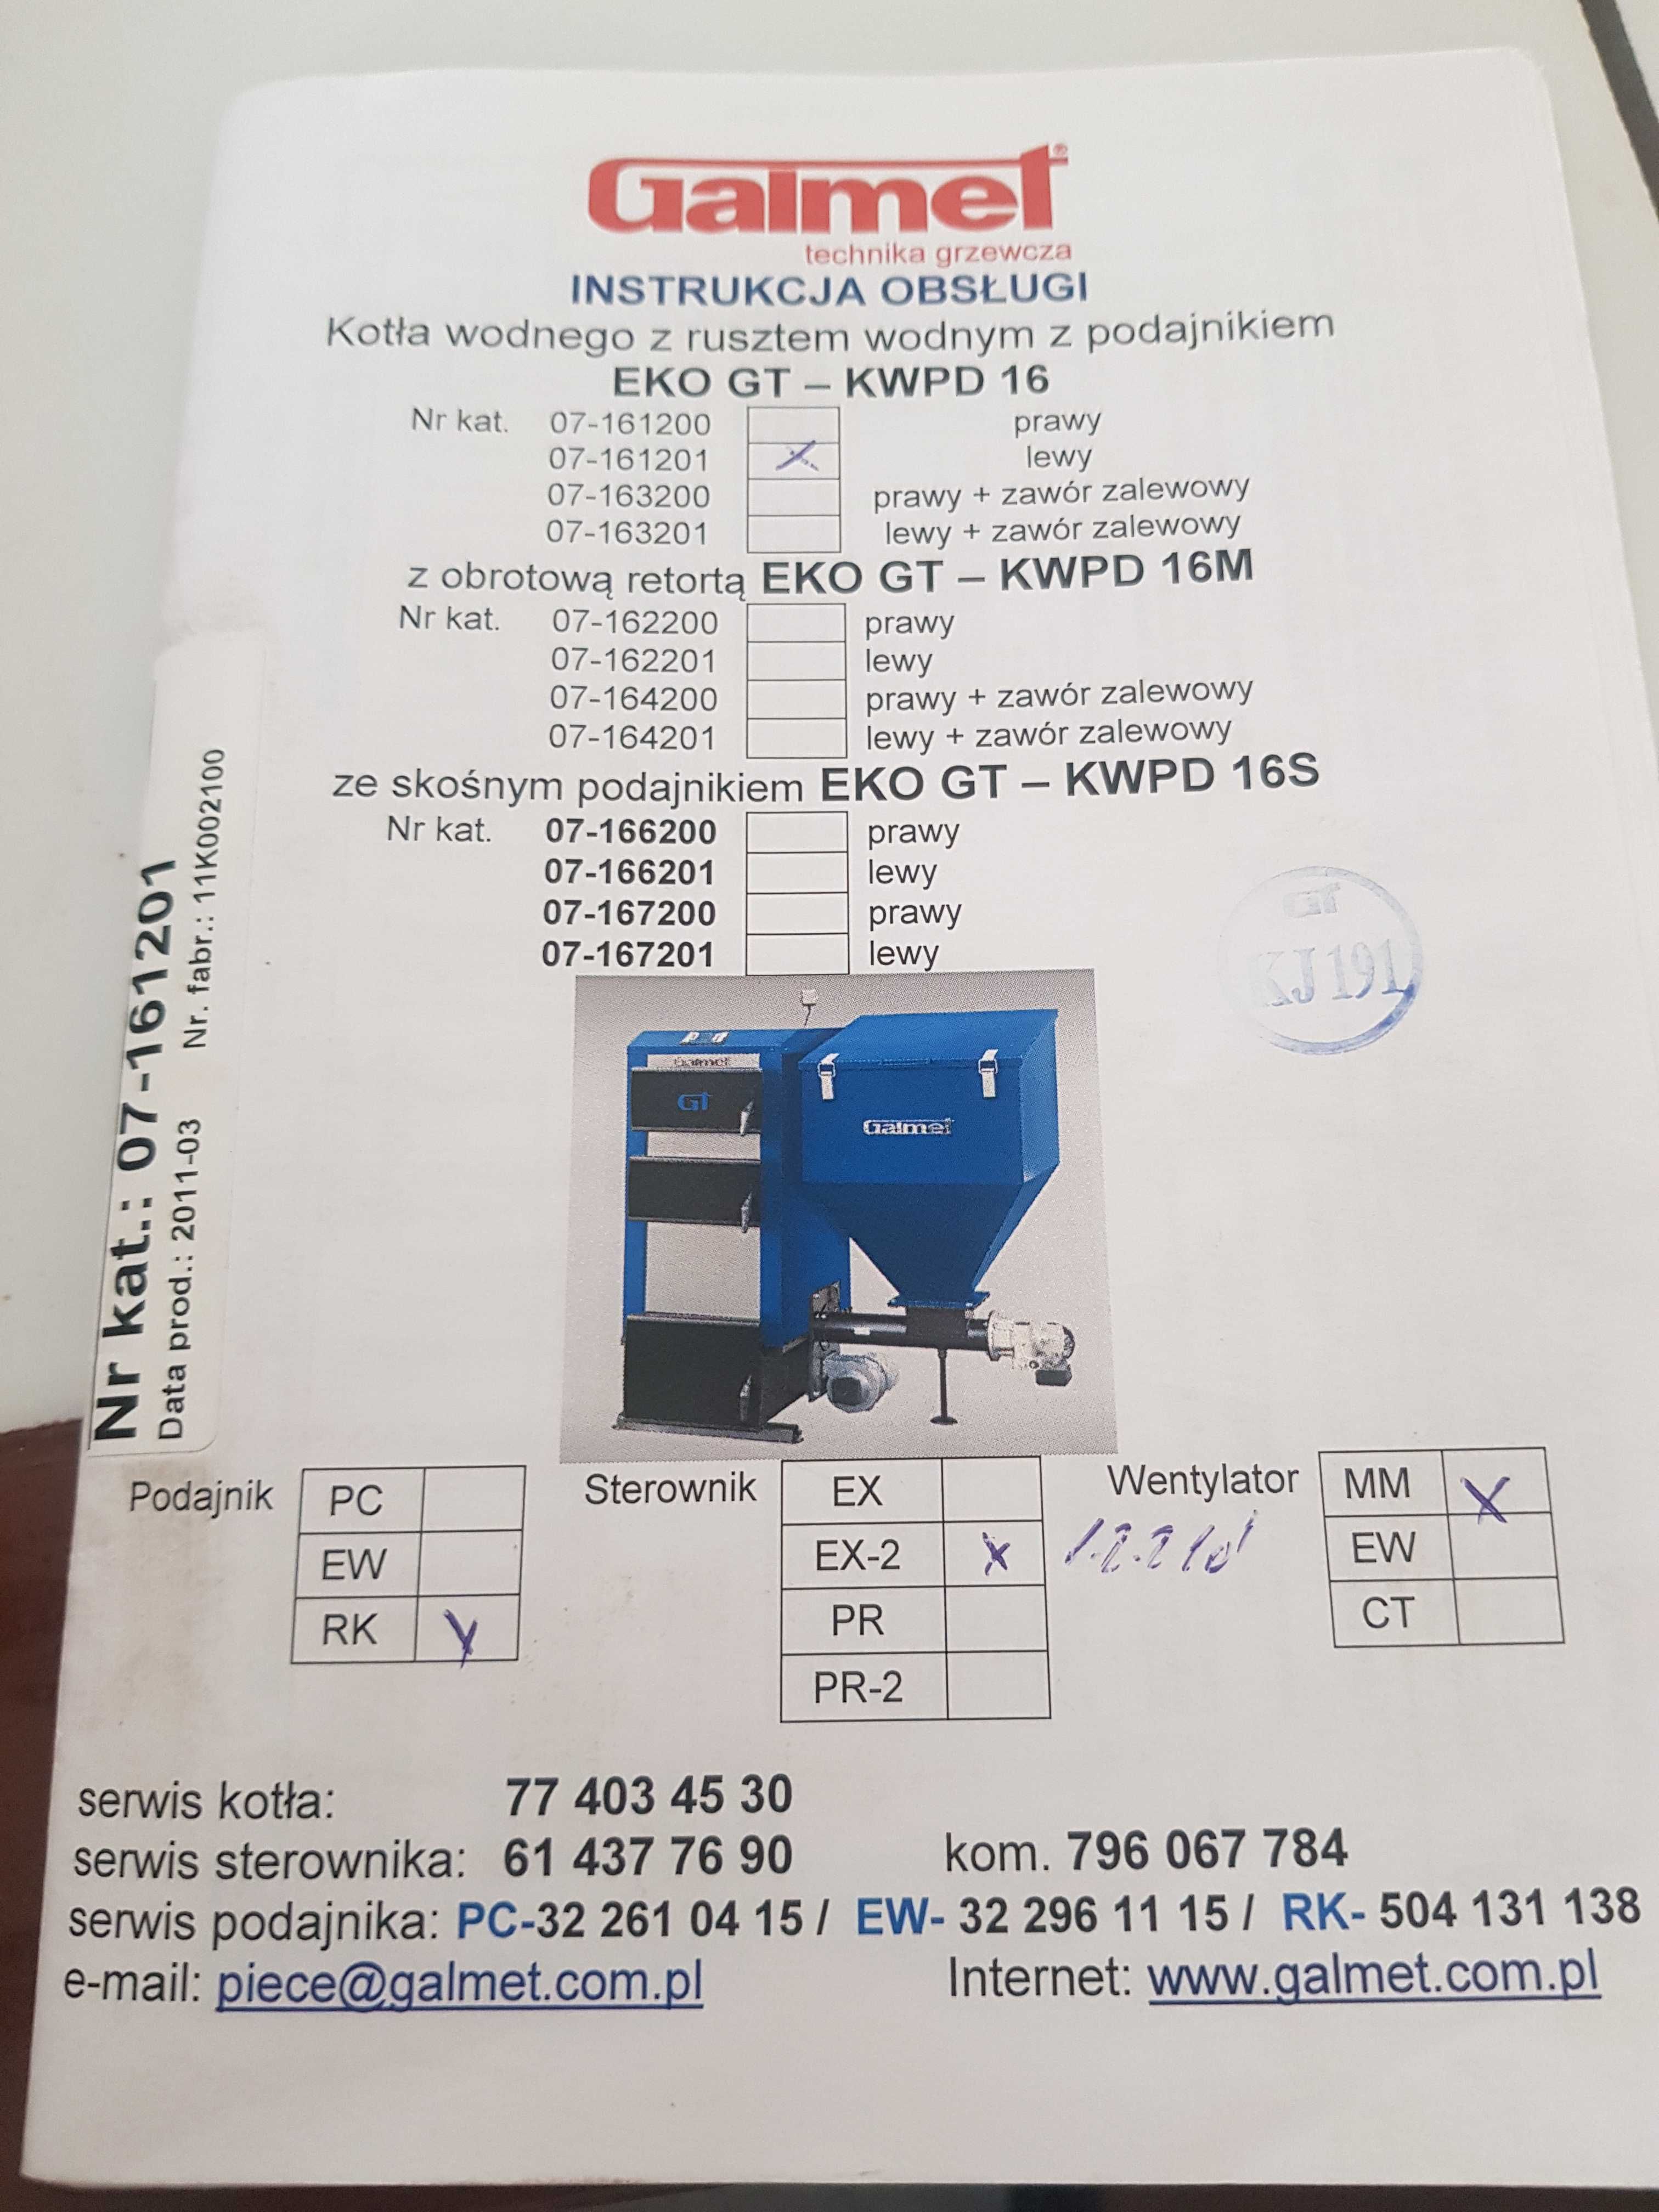 Galmet®
technika grzewcza
INSTRUKCJA OBSŁUGI
Kotła wodnego z rusztem wodnym z podajnikiem
EKO GT – KWPD 16
Nr kat. 07-161200 prawy
07-161201 X lewy
07-163200 prawy + zawór zalewowy
07-163201 lewy + zawór zalewowy
z obrotową retortą EKO GT – KWPD 16M
Nr kat. 07-162200 prawy
07-162201 lewy
07-164200 prawy + zawór zalewowy
07-164201 lewy + zawór zalewowy
ze skośnym podajnikiem EKO GT – KWPD 16S
Nr kat. 07-166200 prawy
07-166201 lewy
07-167200 prawy
07-167201 lewy
Nr kat.: 07-161201
Data prod.: 2011-03 Nr. fabr.: 11K002100
GT
KJ191
Galmet
GT
Galmet
Podajnik
PC
EW
RK X
Sterownik
EX
EX-2 X
PR
PR-2
Wentylator
MM X
EW
CT
serwis kotła: 77 403 45 30
serwis sterownika: 61 437 76 90 kom. 796 067 784
serwis podajnika: PC-32 261 04 15 / EW- 32 296 11 15 / RK- 504 131 138
e-mail: piece@galmet.com.pl Internet: www.galmet.com.pl